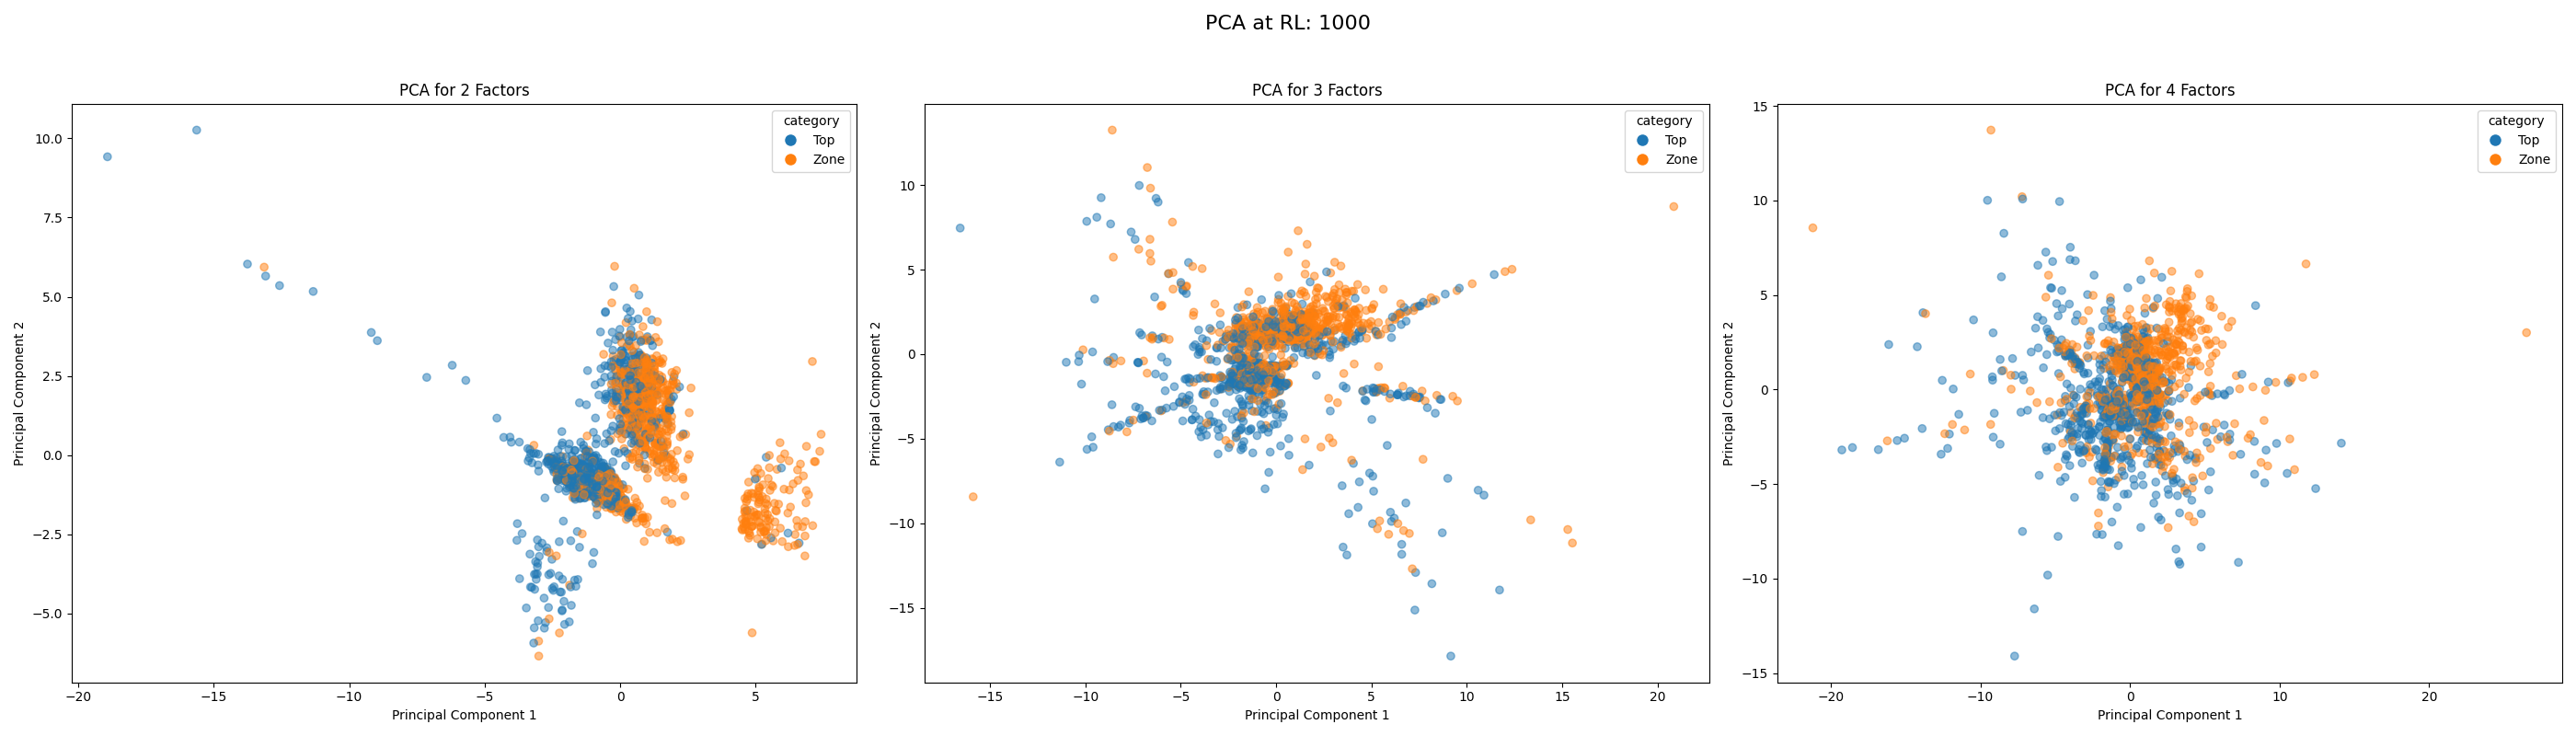 PCA at RL: 1000
PCA for 2 Factors
category
Top
Zone
10.0
7.5
5.0
2.5
0.0
−2.5
−5.0
Principal Component 2
−20 −15 −10 −5 0 5
Principal Component 1
PCA for 3 Factors
category
Top
Zone
10
5
0
−5
−10
−15
Principal Component 2
−15 −10 −5 0 5 10 15 20
Principal Component 1
PCA for 4 Factors
category
Top
Zone
15
10
5
0
−5
−10
−15
Principal Component 2
−20 −10 0 10 20
Principal Component 1